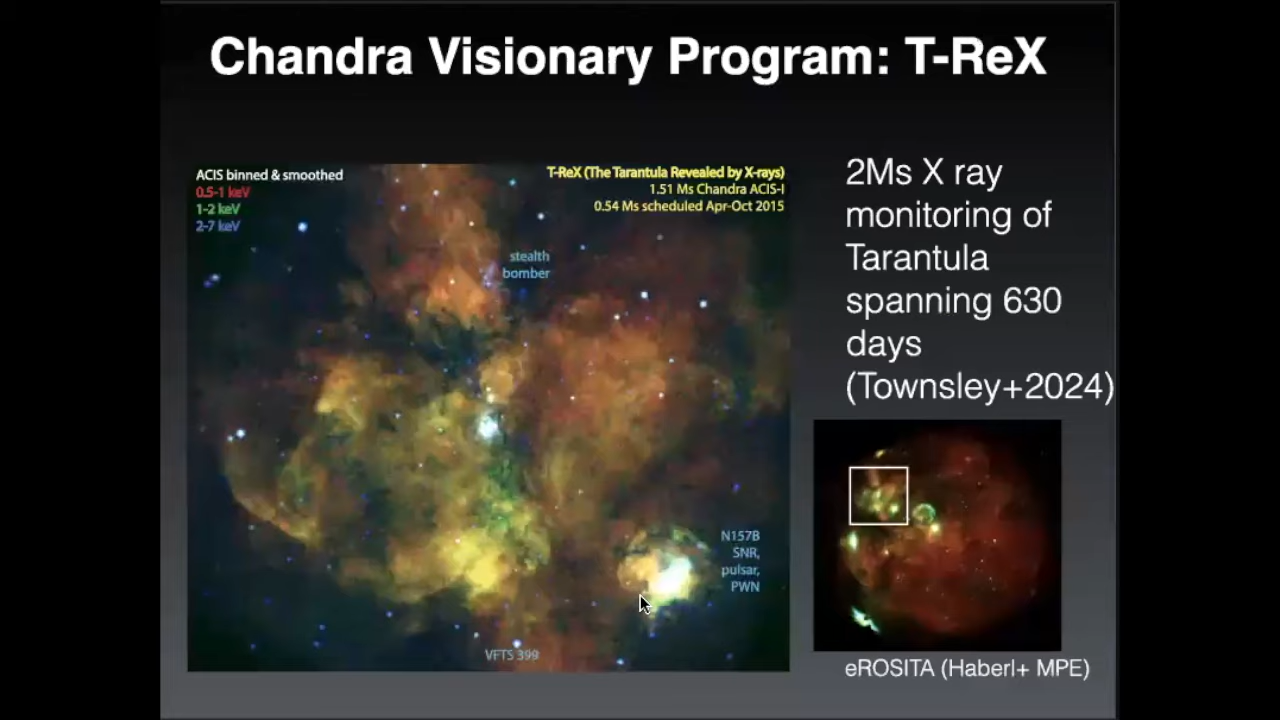 Chandra Visionary Program: T-ReX
ACIS binned & smoothed
0.5-1 keV
1-2 keV
2-7 keV
T-ReX (The Tarantula Revealed by X-rays)
1.51 Ms Chandra ACIS-I
0.54 Ms scheduled Apr-Oct 2015
stealth
bomber
N157B
SNR,
pulsar,
PWN
VFTS 399
2Ms X ray
monitoring of
Tarantula
spanning 630
days
(Townsley+2024)
eROSITA (Haberl+ MPE)